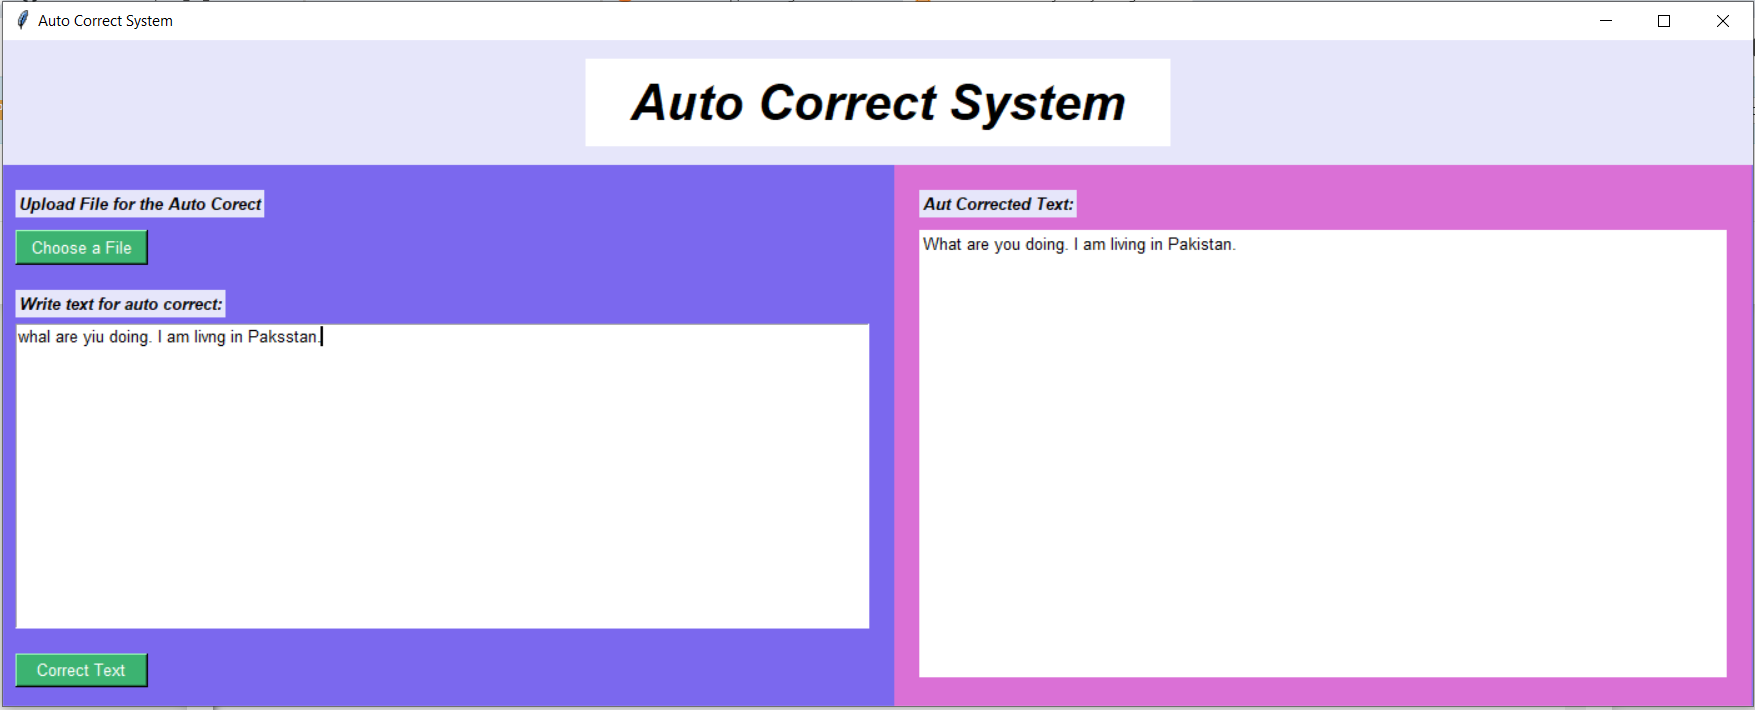 Auto Correct System
Auto Correct System
Upload File for the Auto Corect
Choose a File
Write text for auto correct:
whal are yiu doing. I am livng in Paksstan.
Correct Text
Aut Corrected Text:
What are you doing. I am living in Pakistan.